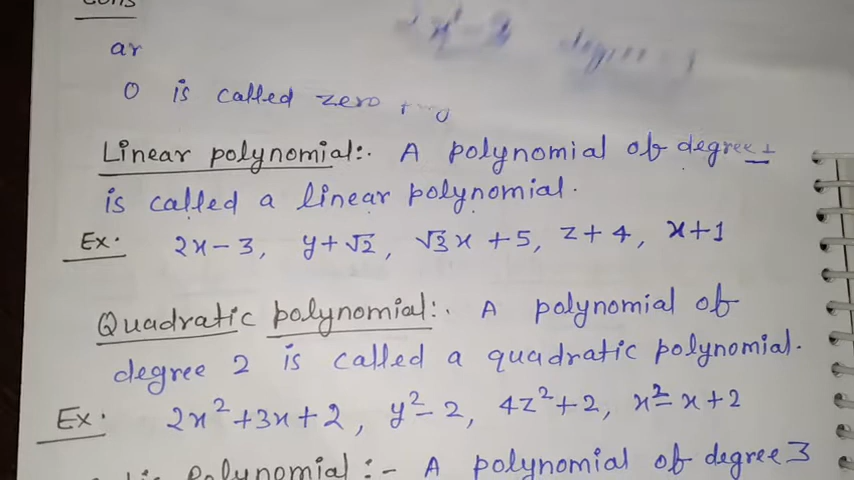 ar
0 is called zero
Linear polynomial:. A polynomial of degree 1
is called a linear polynomial.
Ex. 2x-3, y+√2, √3x+5, z+4, x+1
Quadratic polynomial:. A polynomial of
degree 2 is called a quadratic polynomial.
Ex. 2x²+3x+2, y²-2, 4z²+2, x²-x+2
polynomial:- A polynomial of degree 3